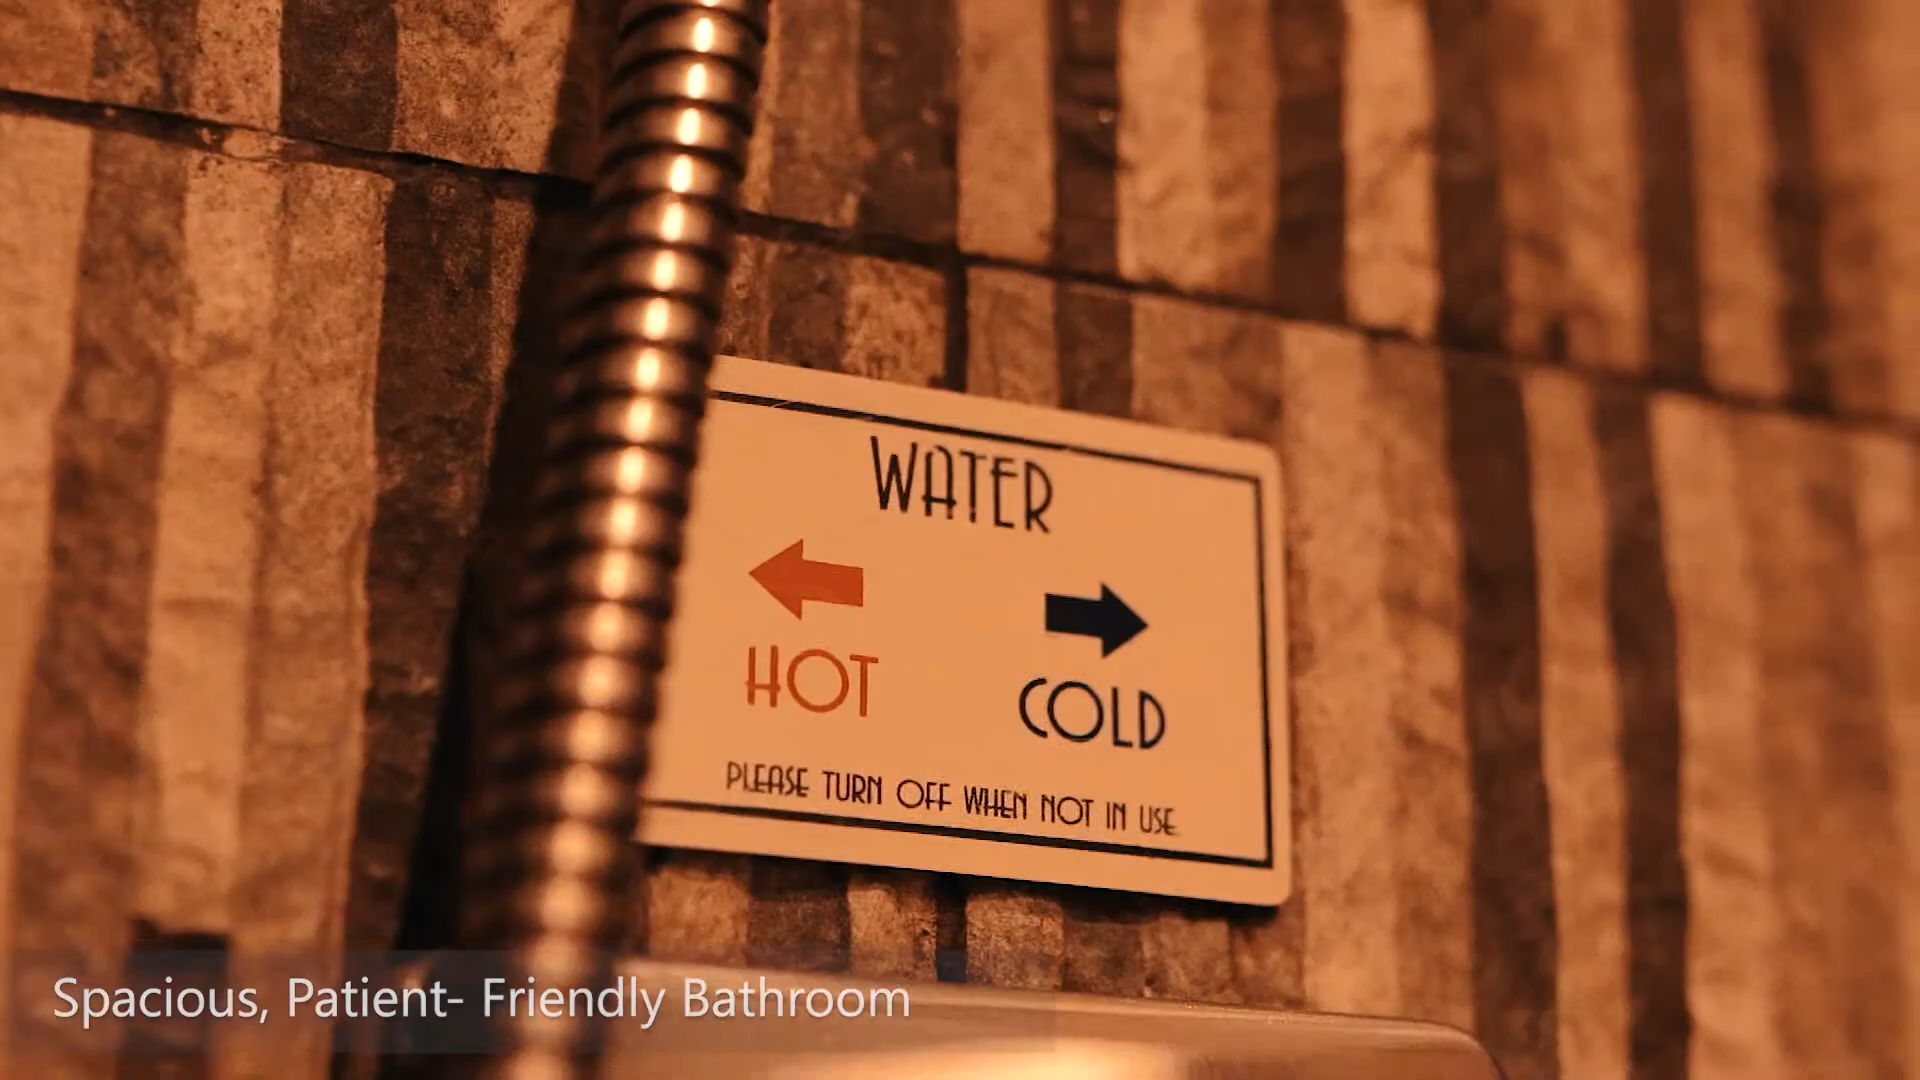 WATER
HOT COLD
PLEASE TURN OFF WHEN NOT IN USE.
Spacious, Patient- Friendly Bathroom